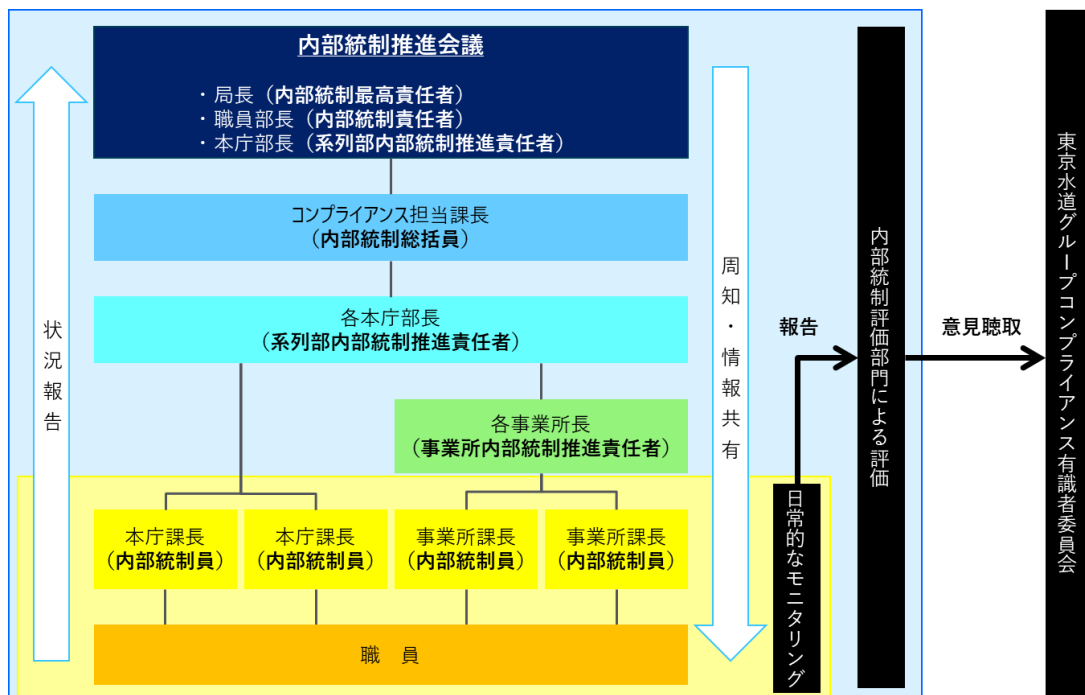 内部統制推進会議
・局長（内部統制最高責任者）
・職員部長（内部統制責任者）
・本庁部長（系列部内部統制推進責任者）
コンプライアンス担当課長
（内部統制総括員）
各本庁部長
（系列部内部統制推進責任者）
各事業所長
（事業所内部統制推進責任者）
本庁課長
（内部統制員）
本庁課長
（内部統制員）
事業所課長
（内部統制員）
事業所課長
（内部統制員）
職　員
状況報告
周知・情報共有
日常的なモニタリング
報告
内部統制評価部門による評価
意見聴取
東京水道グループコンプライアンス有識者委員会